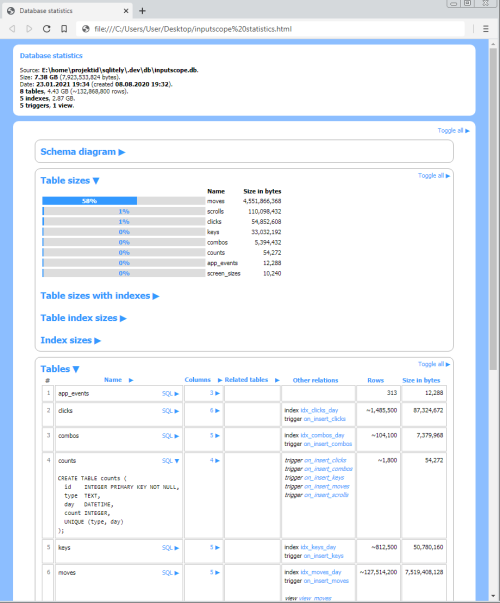 Database statistics
file:///C:/Users/User/Desktop/inputscope%20statistics.html
Database statistics
Source: E:\home\projektid\sqlitely\.dev\db\inputscope.db.
Size: 7.38 GB (7,923,533,824 bytes).
Date: 23.01.2021 19:34 (created 08.08.2020 19:32).
8 tables, 4.43 GB (~132,868,800 rows).
5 indexes, 2.87 GB.
5 triggers, 1 view.
Toggle all ▶
Schema diagram ▶
Toggle all ▶
Table sizes ▼
Name Size in bytes
58% moves 4,551,866,368
1% scrolls 110,098,432
1% clicks 54,852,608
0% keys 33,032,192
0% combos 5,394,432
0% counts 54,272
0% app_events 12,288
0% screen_sizes 10,240
Table sizes with indexes ▶
Table index sizes ▶
Index sizes ▶
Toggle all ▶
Tables ▼
# Name ▶ Columns ▶ Related tables ▶ Other relations Rows Size in bytes
1 app_events SQL ▶ 3 ▶ 313 12,288
2 clicks SQL ▶ 6 ▶ index idx_clicks_day ~1,485,500 87,324,672
trigger on_insert_clicks
3 combos SQL ▶ 5 ▶ index idx_combos_day ~104,100 7,379,968
trigger on_insert_combos
4 counts SQL ▼ 4 ▶ trigger on_insert_clicks ~1,800 54,272
trigger on_insert_combos
trigger on_insert_keys
trigger on_insert_moves
trigger on_insert_scrolls
CREATE TABLE counts (
id INTEGER PRIMARY KEY NOT NULL,
type TEXT,
day DATETIME,
count INTEGER,
UNIQUE (type, day)
);
5 keys SQL ▶ 5 ▶ index idx_keys_day ~812,500 50,780,160
trigger on_insert_keys
6 moves SQL ▶ 5 ▶ index idx_moves_day ~127,514,200 7,519,408,128
trigger on_insert_moves
view view_moves